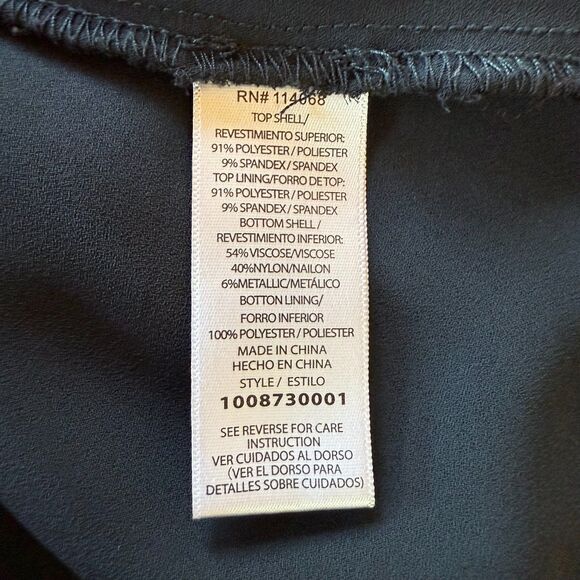 RN# 114068
TOP SHELL/
REVESTIMIENTO SUPERIOR:
91% POLYESTER / POLIESTER
9% SPANDEX / SPANDEX
TOP LINING/FORRO DE TOP:
91% POLYESTER / POLIESTER
9% SPANDEX / SPANDEX
BOTTOM SHELL /
REVESTIMIENTO INFERIOR:
54% VISCOSE/VISCOSE
40%NYLON/NAILON
6%METALLIC/METÁLICO
BOTTON LINING/
FORRO INFERIOR
100% POLYESTER / POLIESTER
MADE IN CHINA
HECHO EN CHINA
STYLE / ESTILO
1008730001
SEE REVERSE FOR CARE
INSTRUCTION
VER CUIDADOS AL DORSO
(VER EL DORSO PARA
DETALLES SOBRE CUIDADOS)